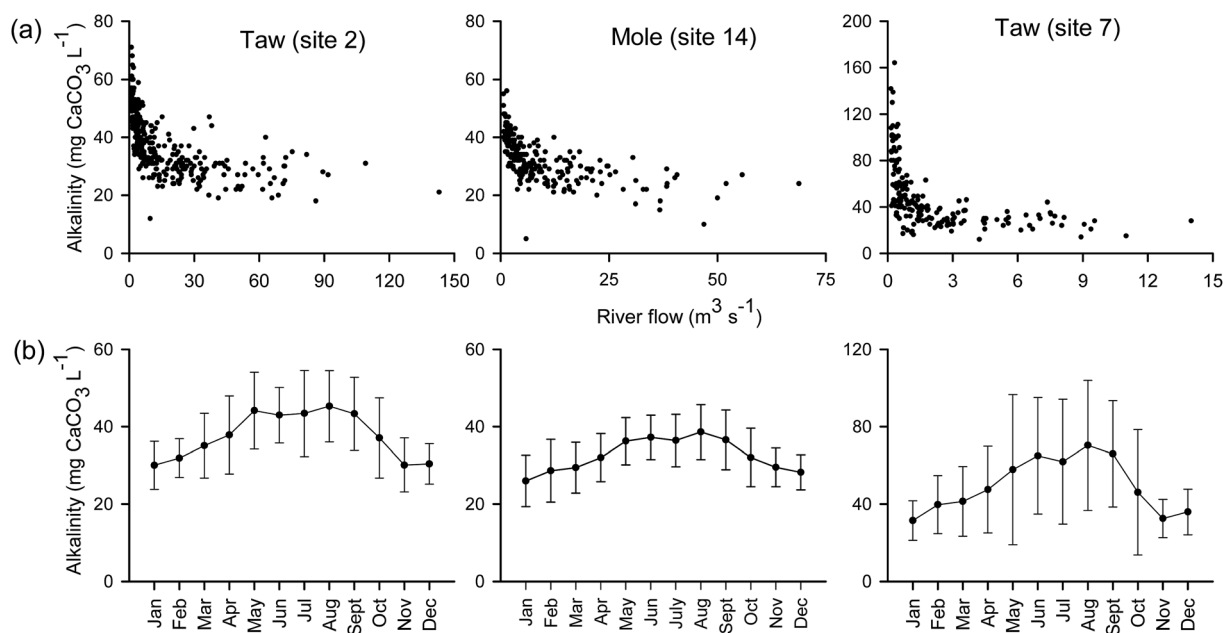 (a)
Taw (site 2)
Mole (site 14)
Taw (site 7)
Alkalinity (mg CaCO3 L−1)
80
60
40
20
0
0 30 60 90 120 150
80
60
40
20
0
0 25 50 75
200
160
120
80
40
0
0 3 6 9 12 15
River flow (m3 s−1)
(b)
Alkalinity (mg CaCO3 L−1)
60
40
20
0
Jan Feb Mar Apr May Jun Jul Aug Sept Oct Nov Dec
60
40
20
0
Jan Feb Mar Apr May Jun July Aug Sept Oct Nov Dec
120
80
40
0
Jan Feb Mar Apr May Jun Jul Aug Sept Oct Nov Dec